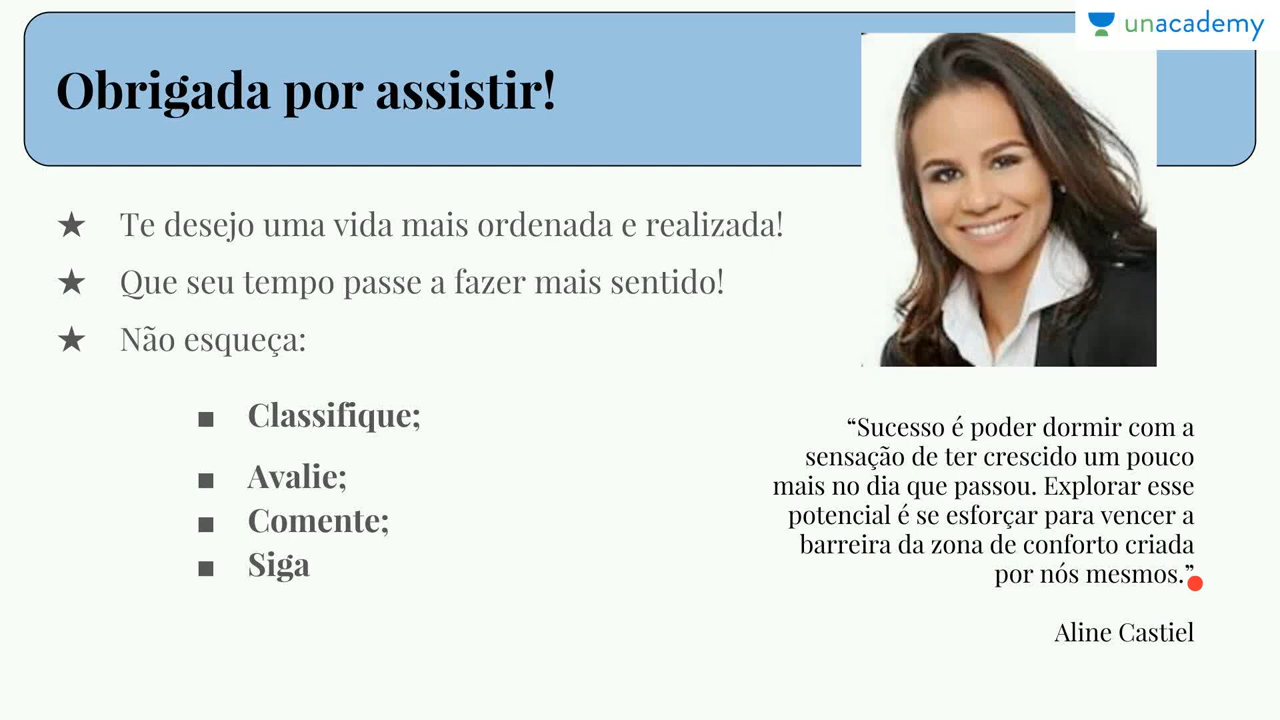 unacademy
Obrigada por assistir!
★ Te desejo uma vida mais ordenada e realizada!
★ Que seu tempo passe a fazer mais sentido!
★ Não esqueça:
■ Classifique;
■ Avalie;
■ Comente;
■ Siga
“Sucesso é poder dormir com a
sensação de ter crescido um pouco
mais no dia que passou. Explorar esse
potencial é se esforçar para vencer a
barreira da zona de conforto criada
por nós mesmos.”
Aline Castiel